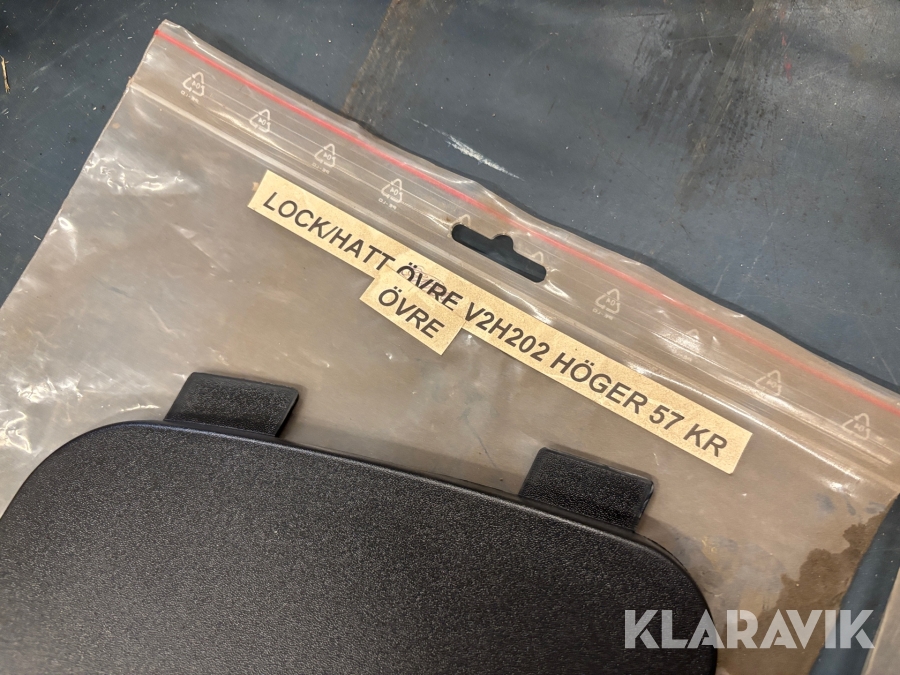 LOCK/HATT ÖVRE V2H202 HÖGER 57 KR
ÖVRE
KLARAVIK